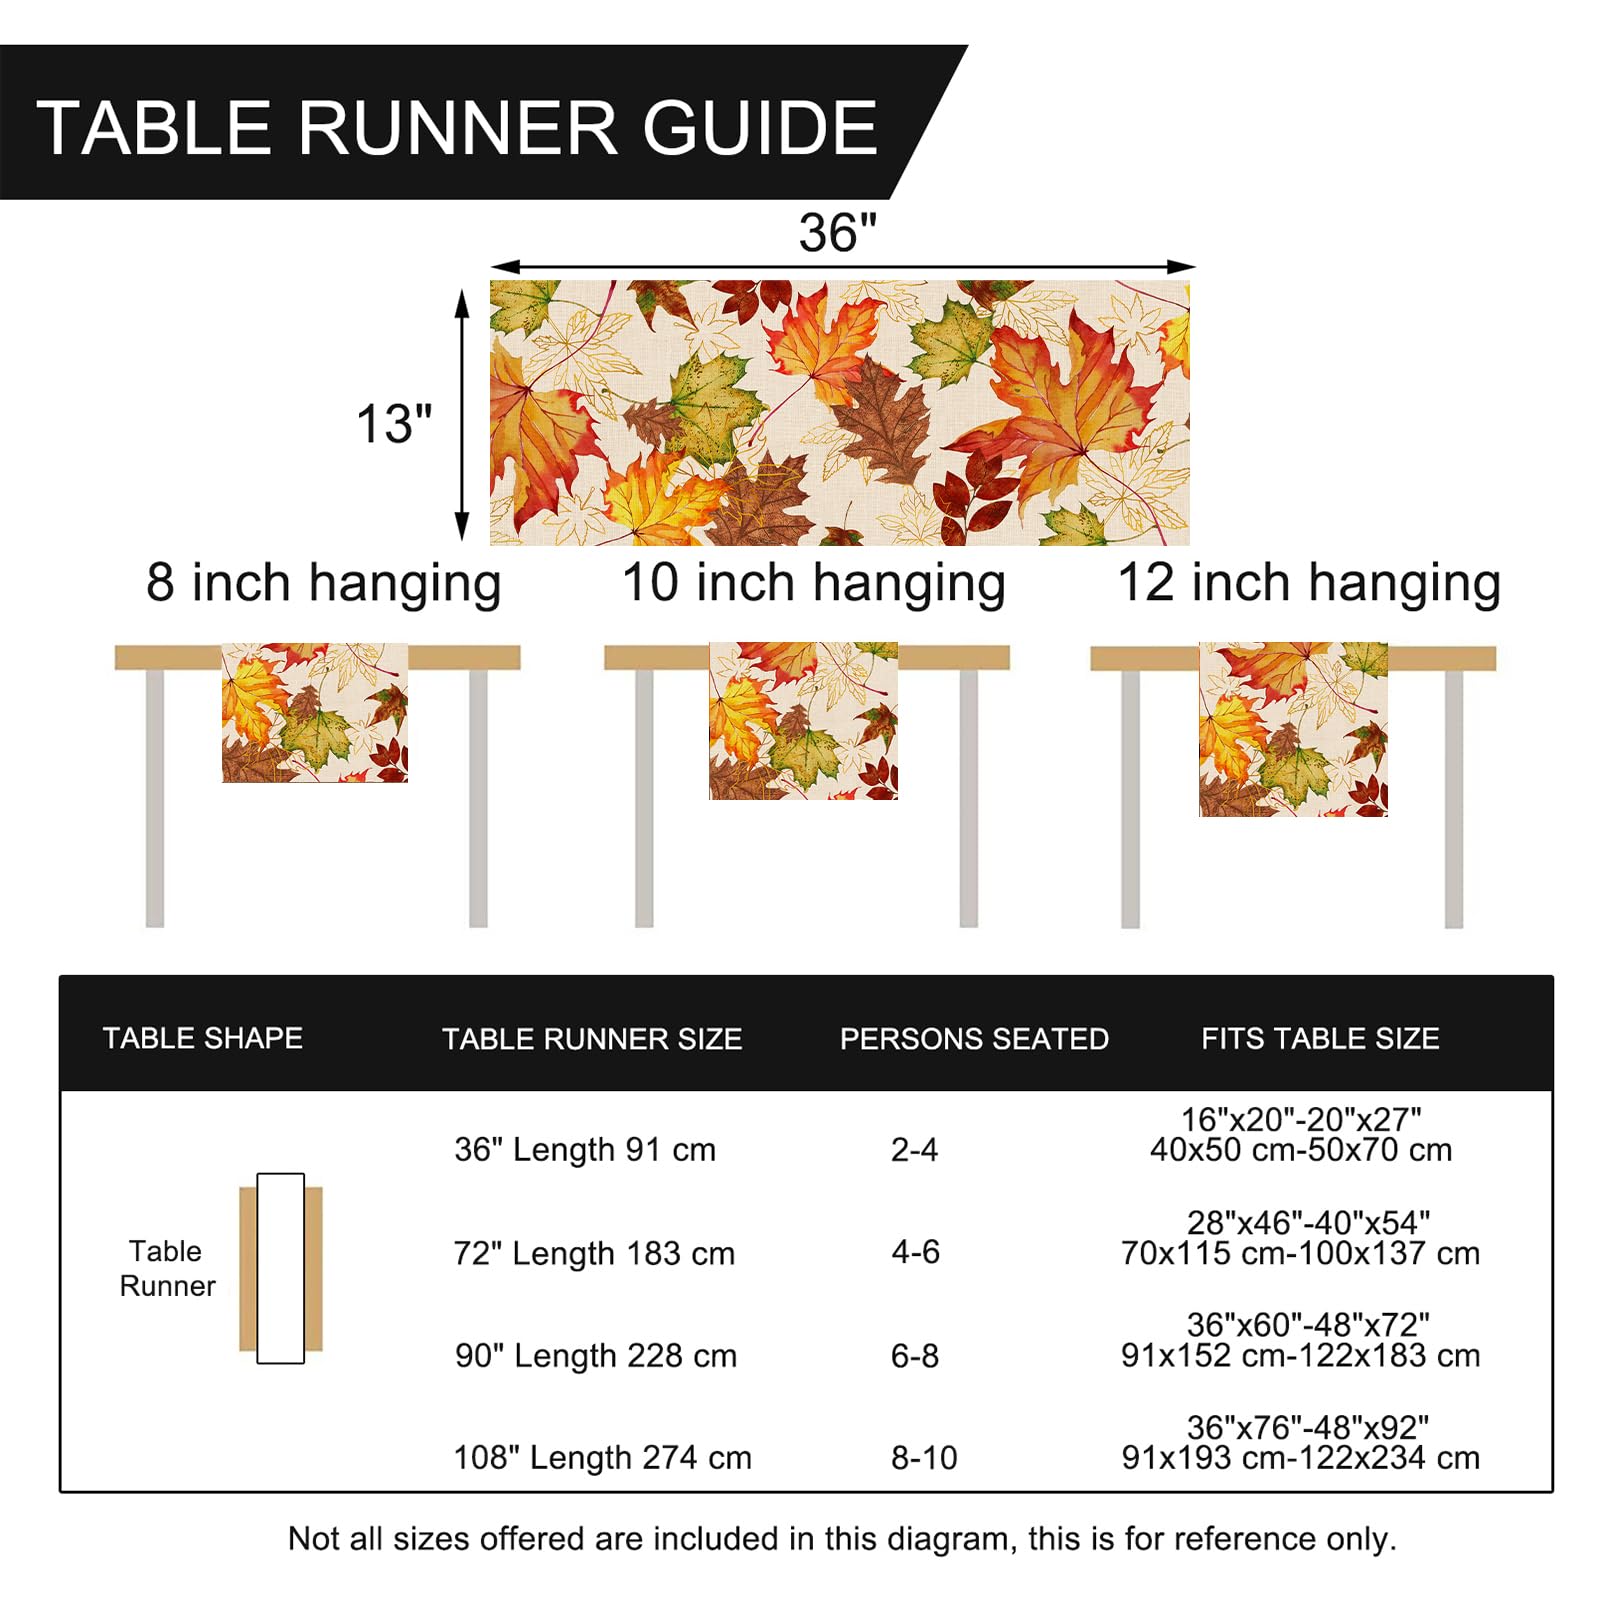 TABLE RUNNER GUIDE
36"
13"
8 inch hanging
10 inch hanging
12 inch hanging
TABLE SHAPE
TABLE RUNNER SIZE
PERSONS SEATED
FITS TABLE SIZE
Table
Runner
36" Length 91 cm
2-4
16"x20"-20"x27"
40x50 cm-50x70 cm
72" Length 183 cm
4-6
28"x46"-40"x54"
70x115 cm-100x137 cm
90" Length 228 cm
6-8
36"x60"-48"x72"
91x152 cm-122x183 cm
108" Length 274 cm
8-10
36"x76"-48"x92"
91x193 cm-122x234 cm
Not all sizes offered are included in this diagram, this is for reference only.